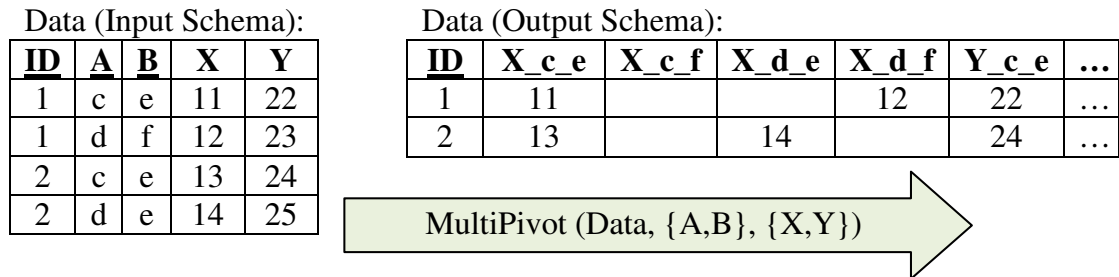 Data (Input Schema):
ID A B X Y
1 c e 11 22
1 d f 12 23
2 c e 13 24
2 d e 14 25
Data (Output Schema):
ID X_c_e X_c_f X_d_e X_d_f Y_c_e ...
1 11 12 22 ...
2 13 14 24 ...
MultiPivot (Data, {A,B}, {X,Y})